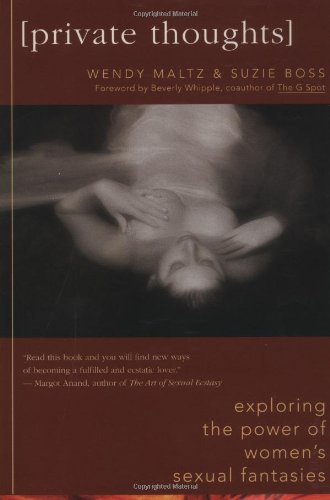 [private thoughts]
WENDY MALTZ & SUZIE BOSS
Foreword by Beverly Whipple, coauthor of The G Spot
"Read this book and you will find new ways
of becoming a fulfilled and ecstatic lover."
— Margot Anand, author of The Art of Sexual Ecstasy
exploring
the power of
women's
sexual fantasies